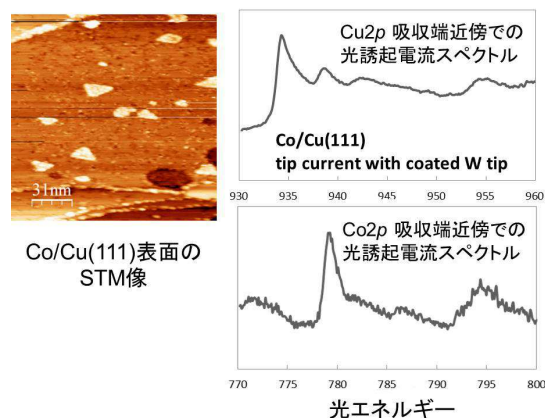 31nm
Co/Cu(111)表面の
STM像
Cu2p 吸収端近傍での
光誘起電流スペクトル
Co/Cu(111)
tip current with coated W tip
930 935 940 945 950 955 960
Co2p 吸収端近傍での
光誘起電流スペクトル
770 775 780 785 790 795 800
光エネルギー